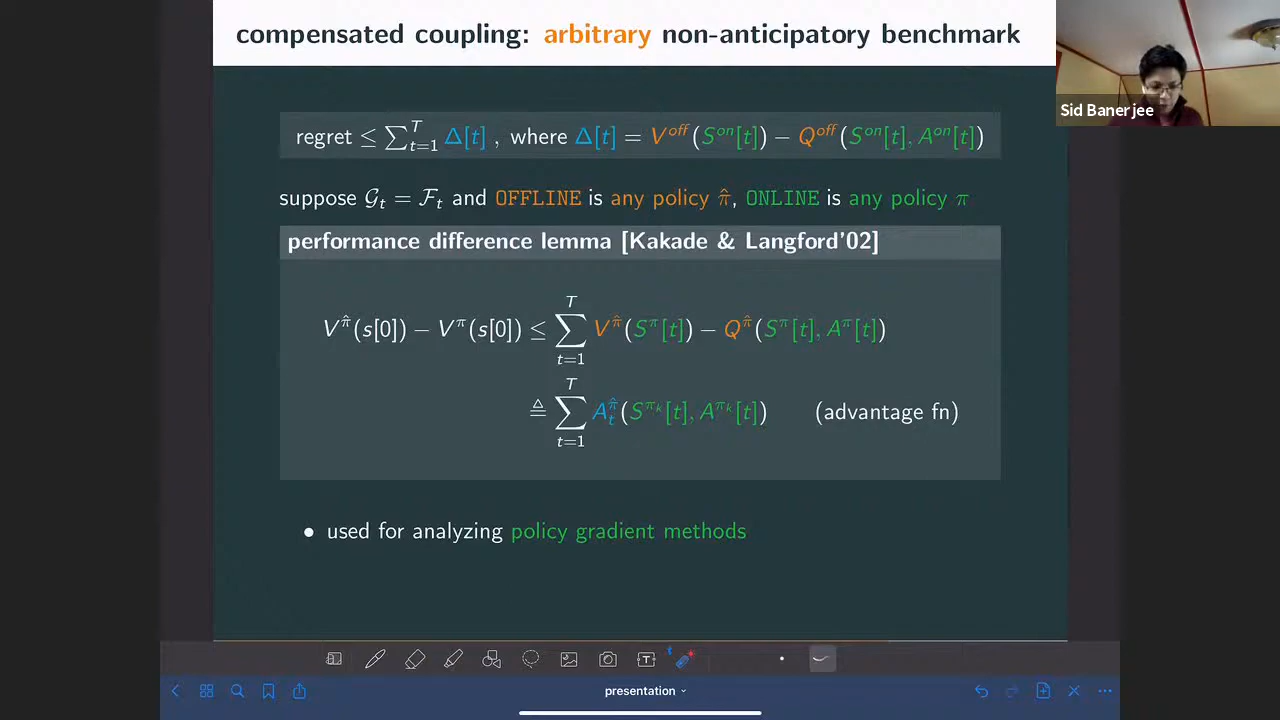 compensated coupling: arbitrary non-anticipatory benchmark
Sid Banerjee
regret ≤ ∑_{t=1}^{T} Δ[t] , where Δ[t] = V^{off}(S^{on}[t]) − Q^{off}(S^{on}[t], A^{on}[t])
suppose 𝒢_t = ℱ_t and OFFLINE is any policy π̂, ONLINE is any policy π
performance difference lemma [Kakade & Langford'02]
V^{π̂}(s[0]) − V^{π}(s[0]) ≤ ∑_{t=1}^{T} V^{π̂}(S^{π}[t]) − Q^{π̂}(S^{π}[t], A^{π}[t])
≜ ∑_{t=1}^{T} A_t^{π̂}(S^{π_k}[t], A^{π_k}[t]) (advantage fn)
• used for analyzing policy gradient methods
presentation